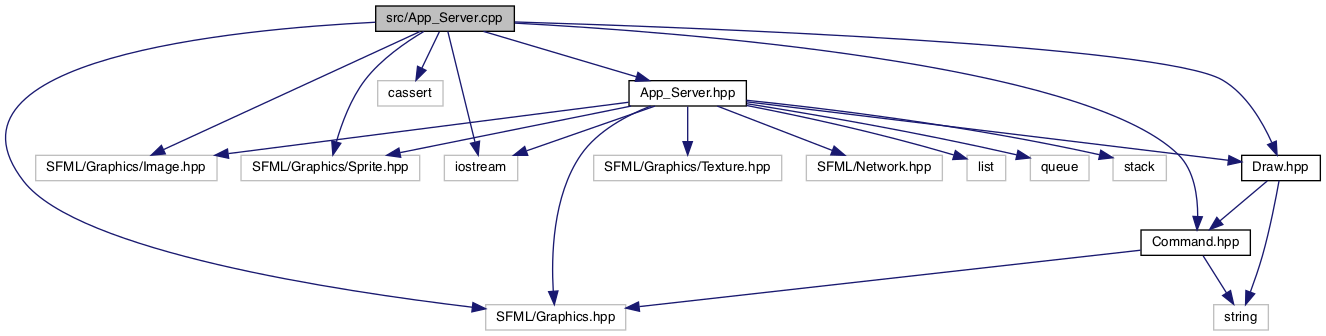 src/App_Server.cpp
cassert
App_Server.hpp
SFML/Graphics/Image.hpp
SFML/Graphics/Sprite.hpp
iostream
SFML/Graphics/Texture.hpp
SFML/Network.hpp
list
queue
stack
Draw.hpp
Command.hpp
SFML/Graphics.hpp
string